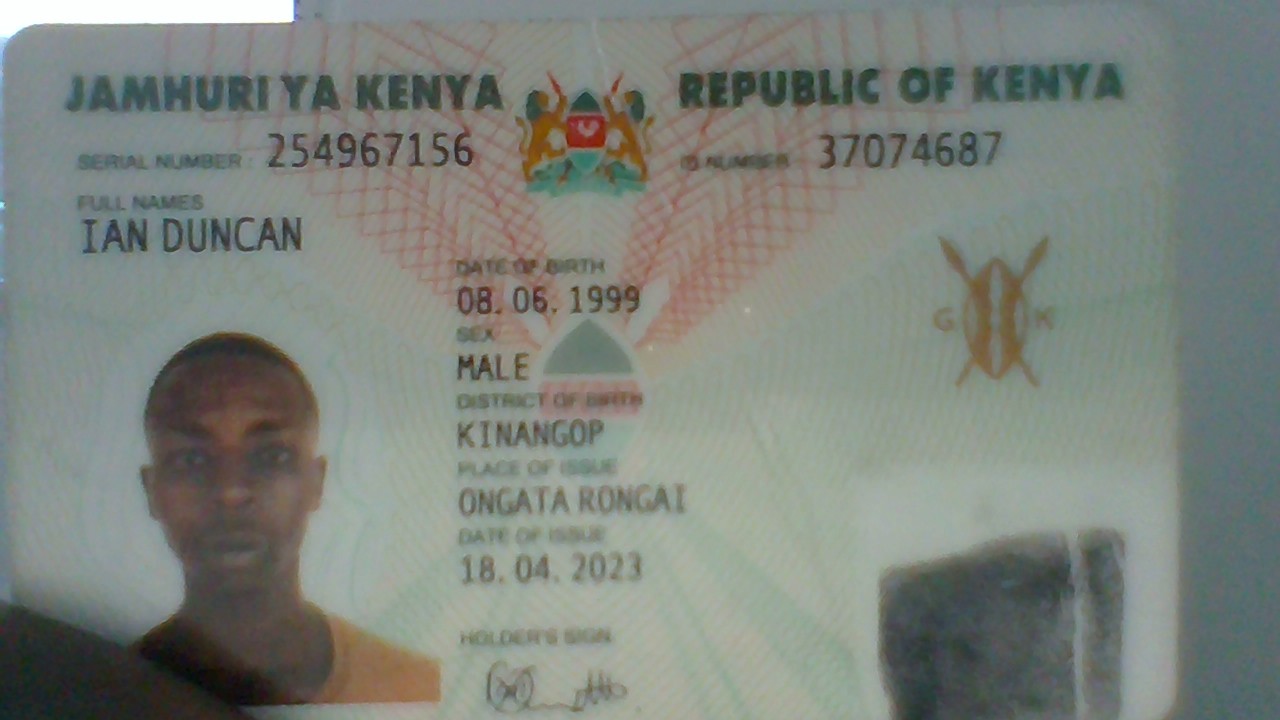 JAMHURI YA KENYA REPUBLIC OF KENYA
SERIAL NUMBER: 254967156 ID NUMBER: 37074687
FULL NAMES
IAN DUNCAN
DATE OF BIRTH
08. 06. 1999
SEX
MALE
DISTRICT OF BIRTH
KINANGOP
PLACE OF ISSUE
ONGATA RONGAI
DATE OF ISSUE
18. 04. 2023
HOLDER'S SIGN.
G K